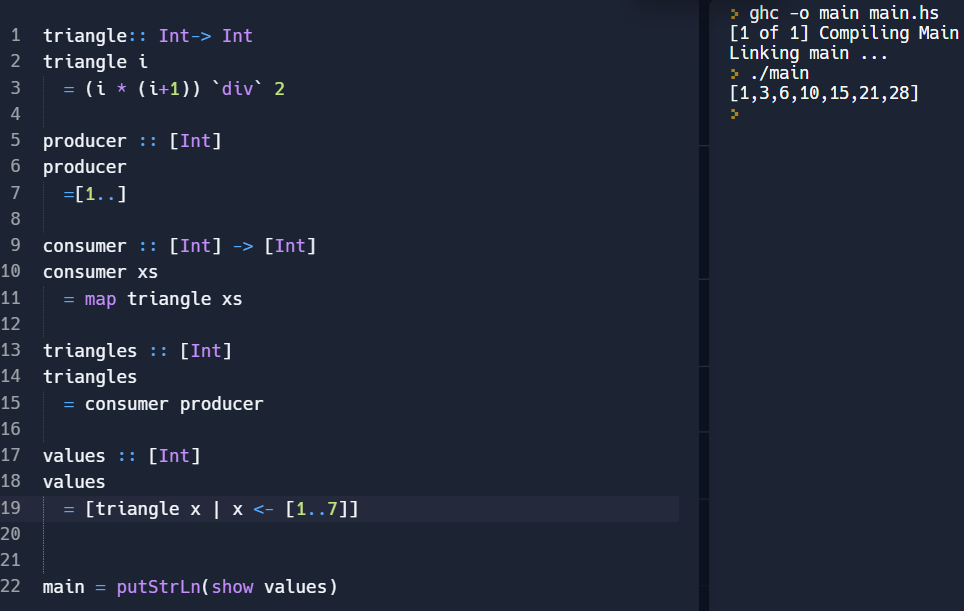 1 triangle:: Int-> Int
2 triangle i
3   = (i * (i+1)) `div` 2
4
5 producer :: [Int]
6 producer
7   =[1..]
8
9 consumer :: [Int] -> [Int]
10 consumer xs
11   = map triangle xs
12
13 triangles :: [Int]
14 triangles
15   = consumer producer
16
17 values :: [Int]
18 values
19   = [triangle x | x <- [1..7]]
20
21
22 main = putStrLn(show values)
> ghc -o main main.hs
[1 of 1] Compiling Main
Linking main ...
> ./main
[1,3,6,10,15,21,28]
>